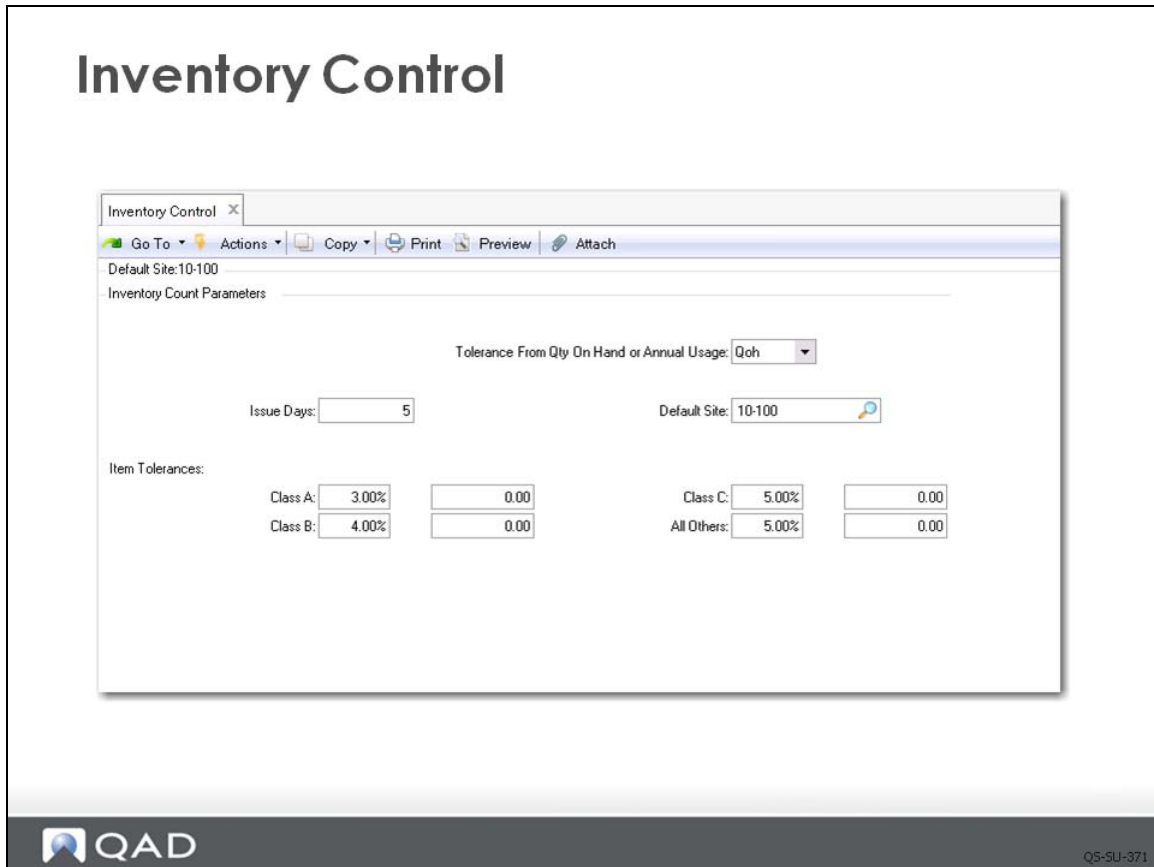 Inventory Control
Inventory Control X
Go To Actions Copy Print Preview Attach
Default Site:10-100
Inventory Count Parameters
Tolerance From Qty On Hand or Annual Usage: Qoh
Issue Days: 5 Default Site: 10-100
Item Tolerances:
Class A: 3.00% 0.00 Class C: 5.00% 0.00
Class B: 4.00% 0.00 All Others: 5.00% 0.00
QAD
QS-SU-371